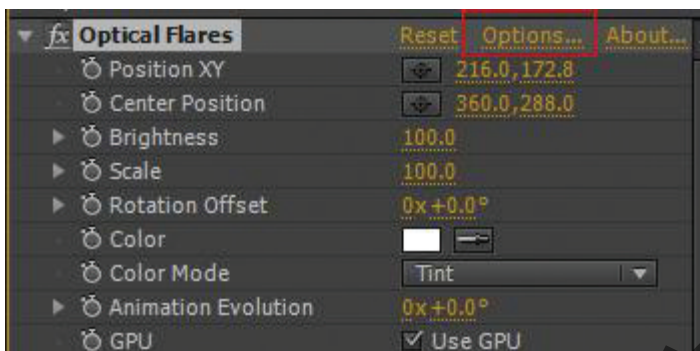 fx Optical Flares Reset Options... About...
Position XY 216.0,172.8
Center Position 360.0,288.0
Brightness 100.0
Scale 100.0
Rotation Offset 0x+0.0°
Color
Color Mode Tint
Animation Evolution 0x+0.0°
GPU Use GPU